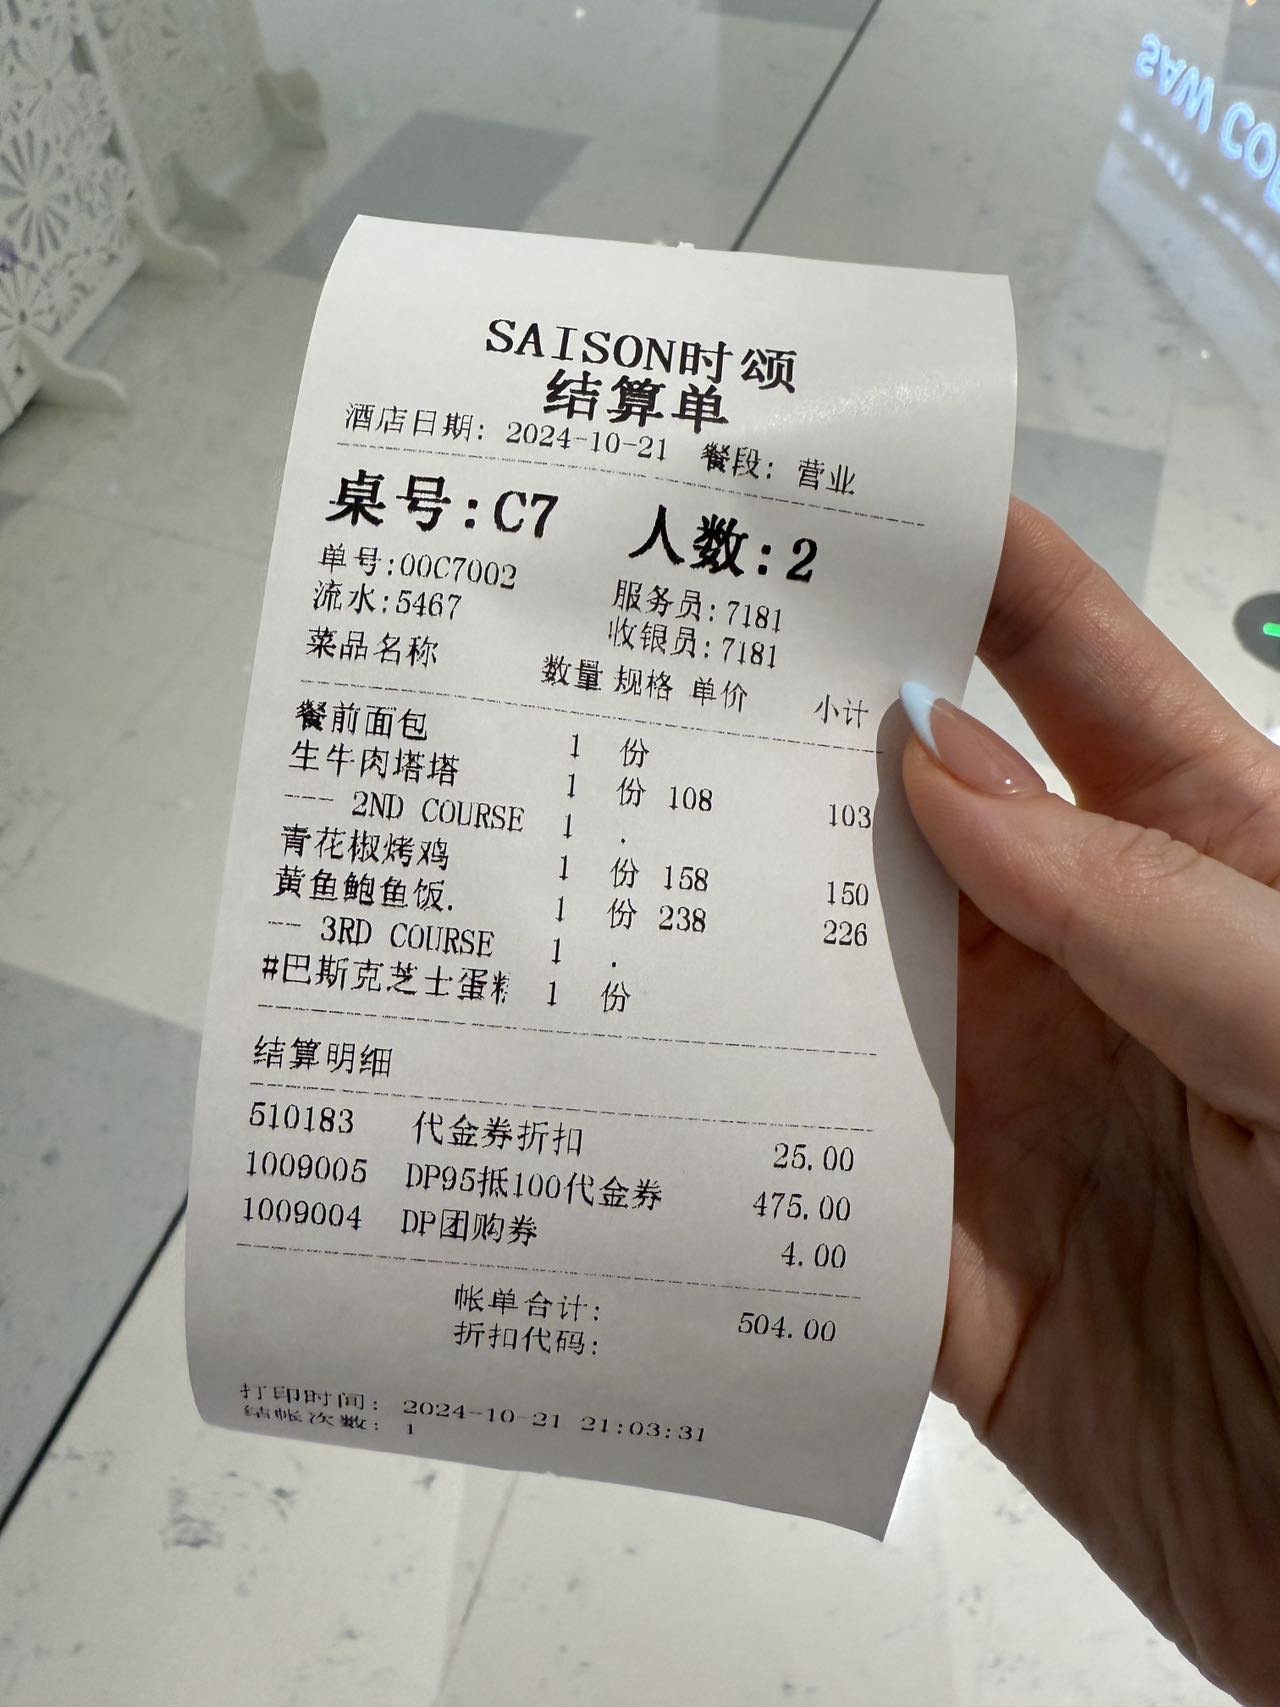 SAISON时颂
结算单
酒店日期: 2024-10-21 餐段: 营业
桌号:C7 人数:2
单号:00C7002 服务员:7181
流水:5467 收银员:7181
菜品名称 数量 规格 单价 小计
餐前面包 1 份
生牛肉塔塔 1 份 108 103
--- 2ND COURSE 1 .
青花椒烤鸡 1 份 158 150
黄鱼鲍鱼饭. 1 份 238 226
-- 3RD COURSE 1 .
#巴斯克芝士蛋糕 1 份
结算明细
510183 代金券折扣 25.00
1009005 DP95抵100代金券 475.00
1009004 DP团购券 4.00
帐单合计: 504.00
折扣代码:
打印时间: 2024-10-21 21:03:31
结帐次数: 1